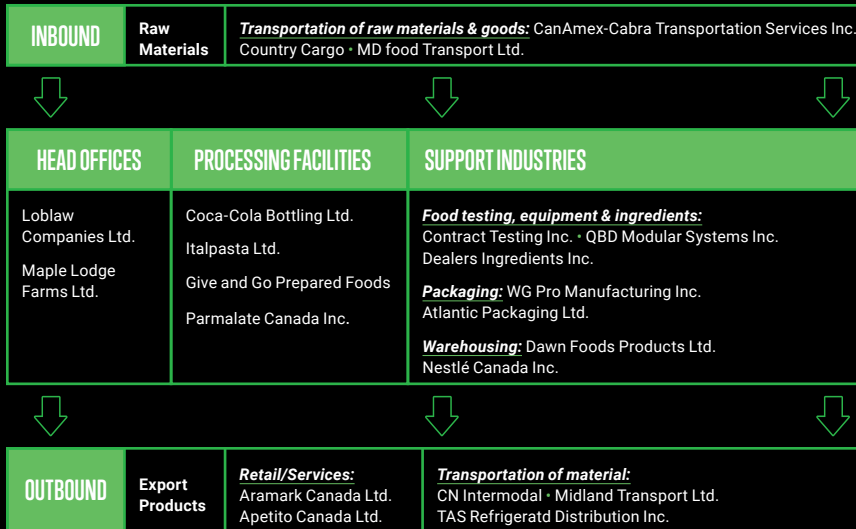 INBOUND
Raw
Materials
Transportation of raw materials & goods: CanAmex-Cabra Transportation Services Inc.
Country Cargo • MD food Transport Ltd.
HEAD OFFICES
PROCESSING FACILITIES
SUPPORT INDUSTRIES
Loblaw
Companies Ltd.
Maple Lodge
Farms Ltd.
Coca-Cola Bottling Ltd.
Italpasta Ltd.
Give and Go Prepared Foods
Parmalate Canada Inc.
Food testing, equipment & ingredients:
Contract Testing Inc. • QBD Modular Systems Inc.
Dealers Ingredients Inc.
Packaging: WG Pro Manufacturing Inc.
Atlantic Packaging Ltd.
Warehousing: Dawn Foods Products Ltd.
Nestlé Canada Inc.
OUTBOUND
Export
Products
Retail/Services:
Aramark Canada Ltd.
Apetito Canada Ltd.
Transportation of material:
CN Intermodal • Midland Transport Ltd.
TAS Refrigeratd Distribution Inc.